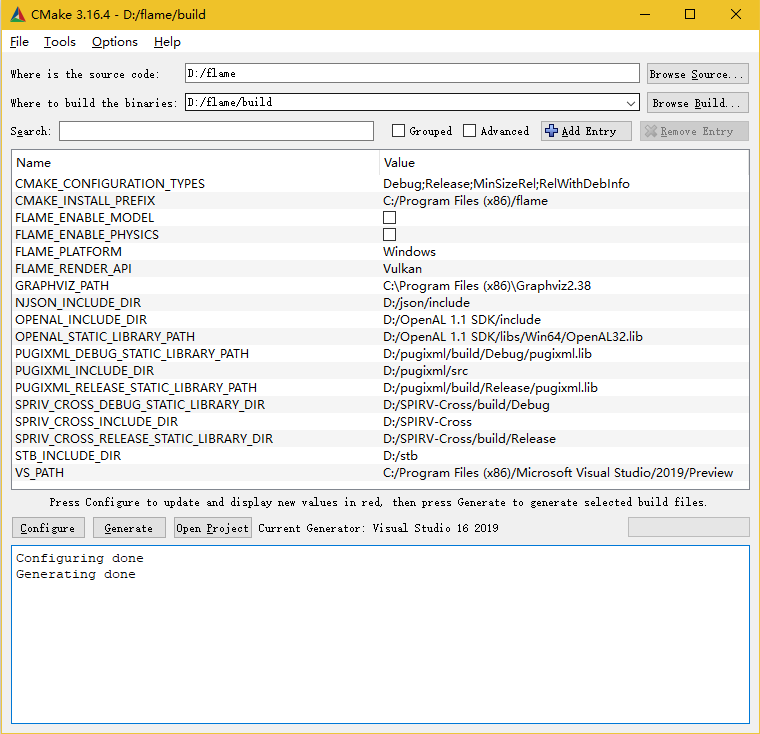 CMake 3.16.4 - D:/flame/build
File Tools Options Help
Where is the source code: D:/flame Browse Source...
Where to build the binaries: D:/flame/build Browse Build...
Search: Grouped Advanced Add Entry Remove Entry
Name Value
CMAKE_CONFIGURATION_TYPES Debug;Release;MinSizeRel;RelWithDebInfo
CMAKE_INSTALL_PREFIX C:/Program Files (x86)/flame
FLAME_ENABLE_MODEL
FLAME_ENABLE_PHYSICS
FLAME_PLATFORM Windows
FLAME_RENDER_API Vulkan
GRAPHVIZ_PATH C:\Program Files (x86)\Graphviz2.38
NJSON_INCLUDE_DIR D:/json/include
OPENAL_INCLUDE_DIR D:/OpenAL 1.1 SDK/include
OPENAL_STATIC_LIBRARY_PATH D:/OpenAL 1.1 SDK/libs/Win64/OpenAL32.lib
PUGIXML_DEBUG_STATIC_LIBRARY_PATH D:/pugixml/build/Debug/pugixml.lib
PUGIXML_INCLUDE_DIR D:/pugixml/src
PUGIXML_RELEASE_STATIC_LIBRARY_PATH D:/pugixml/build/Release/pugixml.lib
SPRIV_CROSS_DEBUG_STATIC_LIBRARY_DIR D:/SPIRV-Cross/build/Debug
SPRIV_CROSS_INCLUDE_DIR D:/SPIRV-Cross
SPRIV_CROSS_RELEASE_STATIC_LIBRARY_DIR D:/SPIRV-Cross/build/Release
STB_INCLUDE_DIR D:/stb
VS_PATH C:/Program Files (x86)/Microsoft Visual Studio/2019/Preview
Press Configure to update and display new values in red, then press Generate to generate selected build files.
Configure Generate Open Project Current Generator: Visual Studio 16 2019
Configuring done
Generating done